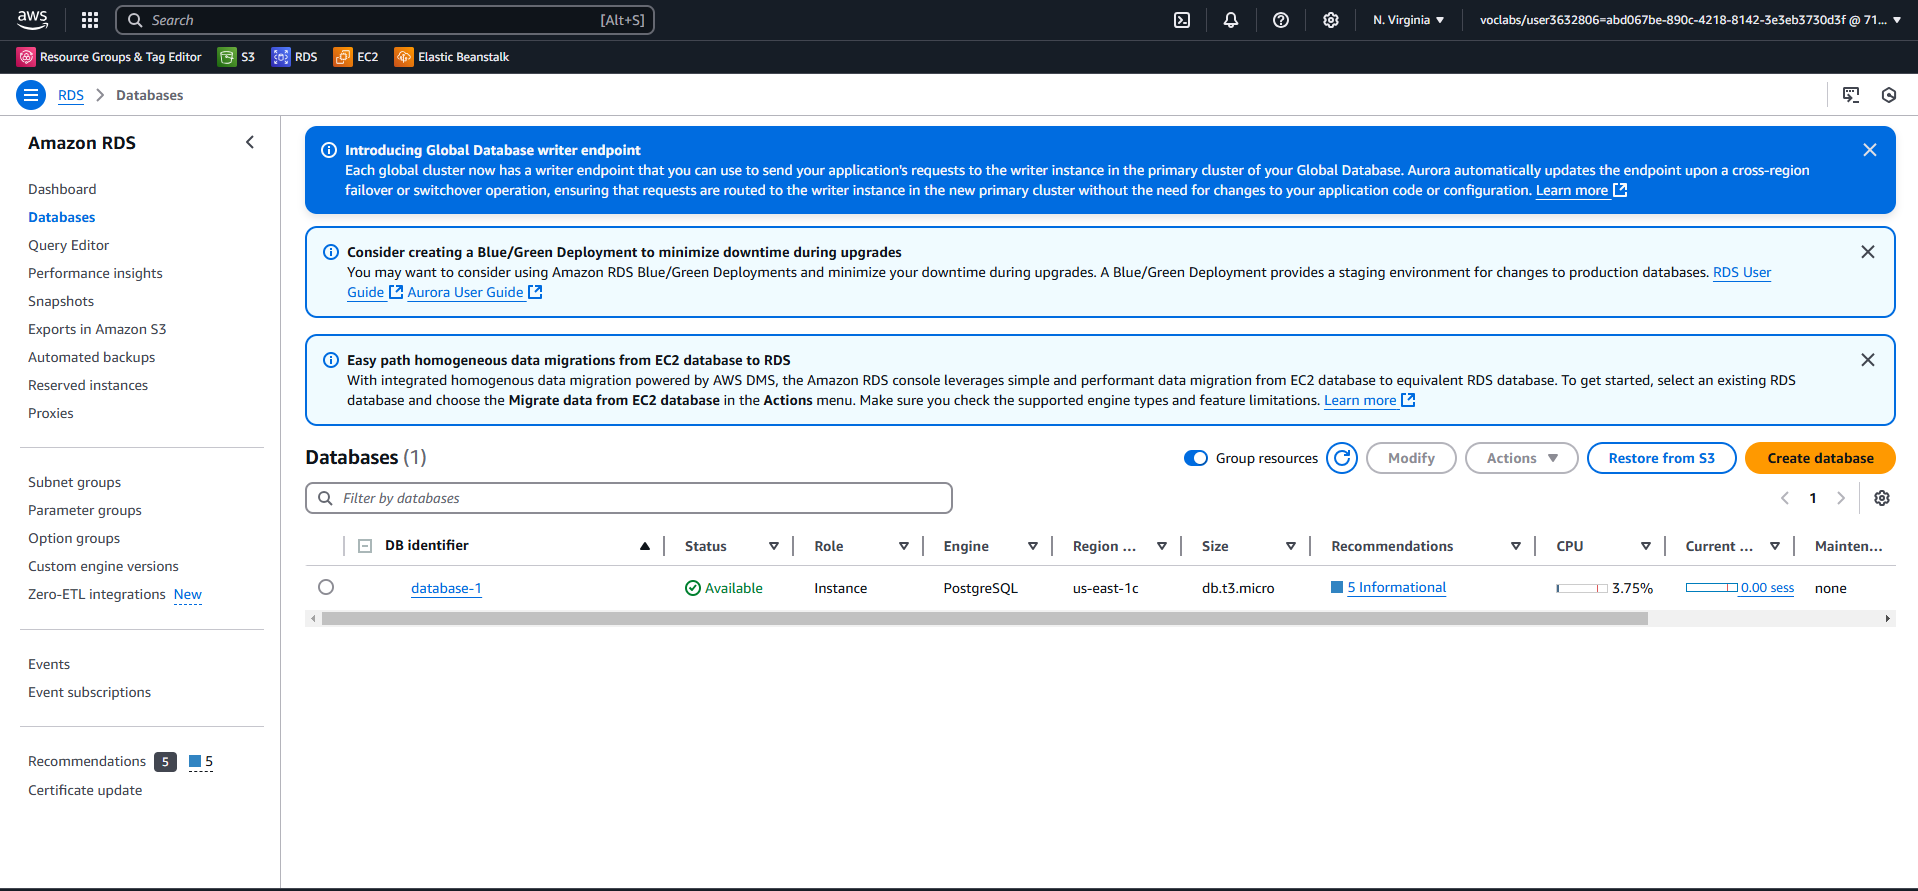 aws
Search [Alt+S]
N. Virginia
voclabs/user3632806=abd067be-890c-4218-8142-3e3eb3730d3f @ 71...
Resource Groups & Tag Editor S3 RDS EC2 Elastic Beanstalk
RDS Databases
Amazon RDS
Dashboard
Databases
Query Editor
Performance insights
Snapshots
Exports in Amazon S3
Automated backups
Reserved instances
Proxies
Subnet groups
Parameter groups
Option groups
Custom engine versions
Zero-ETL integrations New
Events
Event subscriptions
Recommendations 5 5
Certificate update
Introducing Global Database writer endpoint
Each global cluster now has a writer endpoint that you can use to send your application's requests to the writer instance in the primary cluster of your Global Database. Aurora automatically updates the endpoint upon a cross-region
failover or switchover operation, ensuring that requests are routed to the writer instance in the new primary cluster without the need for changes to your application code or configuration. Learn more
Consider creating a Blue/Green Deployment to minimize downtime during upgrades
You may want to consider using Amazon RDS Blue/Green Deployments and minimize your downtime during upgrades. A Blue/Green Deployment provides a staging environment for changes to production databases. RDS User
Guide Aurora User Guide
Easy path homogeneous data migrations from EC2 database to RDS
With integrated homogenous data migration powered by AWS DMS, the Amazon RDS console leverages simple and performant data migration from EC2 database to equivalent RDS database. To get started, select an existing RDS
database and choose the Migrate data from EC2 database in the Actions menu. Make sure you check the supported engine types and feature limitations. Learn more
Databases (1)
Group resources Modify Actions Restore from S3 Create database
Filter by databases
1
DB identifier Status Role Engine Region ... Size Recommendations CPU Current ... Mainten...
database-1 Available Instance PostgreSQL us-east-1c db.t3.micro 5 Informational 3.75% 0.00 sess none